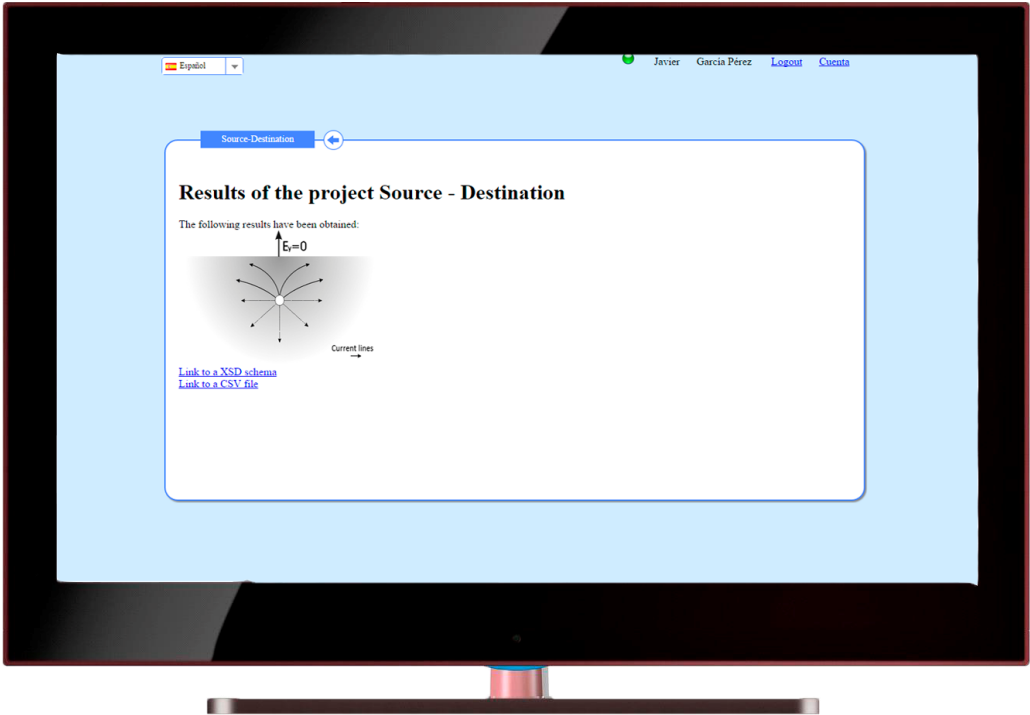 Español
Javier García Pérez Logout Cuenta
Source-Destination
Results of the project Source - Destination
The following results have been obtained:
Ey=0
Current lines
Link to a XSD schema
Link to a CSV file